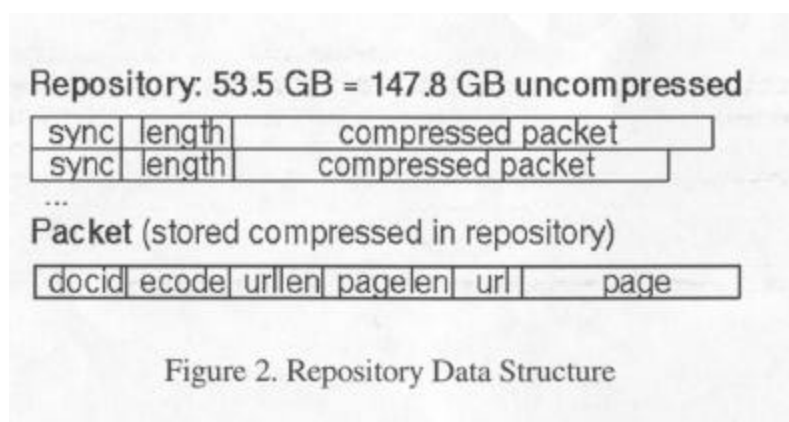 Repository: 53.5 GB = 147.8 GB uncompressed
sync length compressed packet
sync length compressed packet
...
Packet (stored compressed in repository)
docid ecode urllen pagelen url page
Figure 2. Repository Data Structure